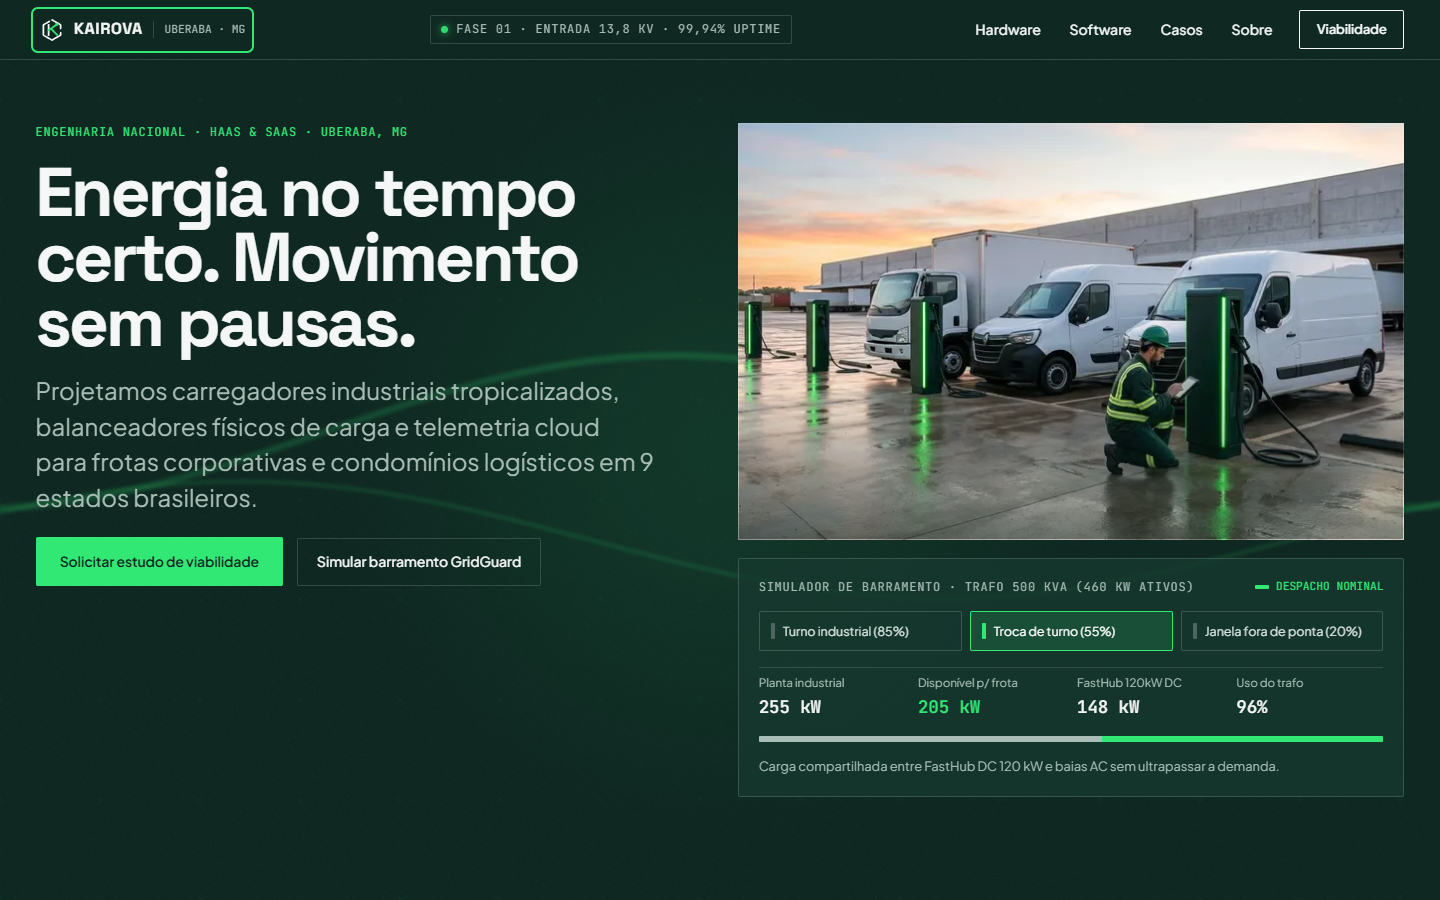 KAIROVA
UBERABA · MG
FASE 01 · ENTRADA 13,8 KV · 99,94% UPTIME
Hardware
Software
Casos
Sobre
Viabilidade
ENGENHARIA NACIONAL · HAAS & SAAS · UBERABA, MG
Energia no tempo
certo. Movimento
sem pausas.
Projetamos carregadores industriais tropicalizados,
balanceadores físicos de carga e telemetria cloud
para frotas corporativas e condomínios logísticos em 9
estados brasileiros.
Solicitar estudo de viabilidade
Simular barramento GridGuard
SIMULADOR DE BARRAMENTO · TRAFO 500 KVA (460 KW ATIVOS)
DESPACHO NOMINAL
Turno industrial (85%)
Troca de turno (55%)
Janela fora de ponta (20%)
Planta industrial
255 kW
Disponível p/ frota
205 kW
FastHub 120kW DC
148 kW
Uso do trafo
96%
Carga compartilhada entre FastHub DC 120 kW e baias AC sem ultrapassar a demanda.